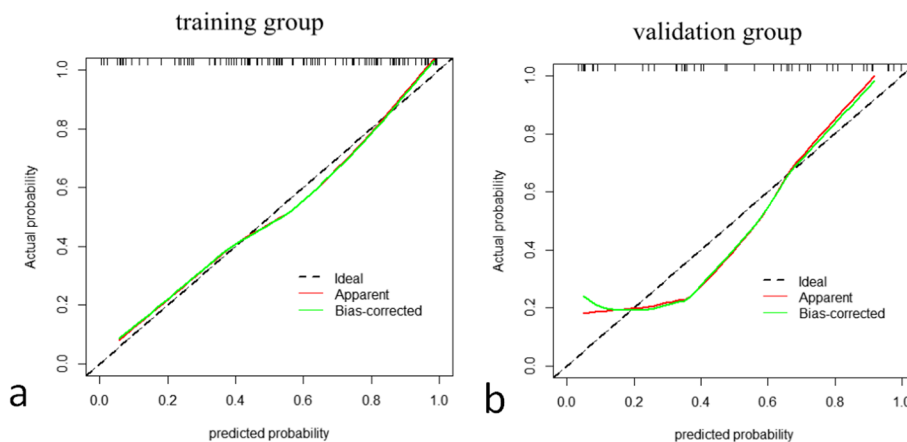 training group
1.0
0.8
0.6
0.4
0.2
0.0
Actual probability
Ideal
Apparent
Bias-corrected
0.0 0.2 0.4 0.6 0.8 1.0
predicted probability
a
validation group
1.0
0.8
0.6
0.4
0.2
0.0
Actual probability
Ideal
Apparent
Bias-corrected
0.0 0.2 0.4 0.6 0.8 1.0
predicted probability
b